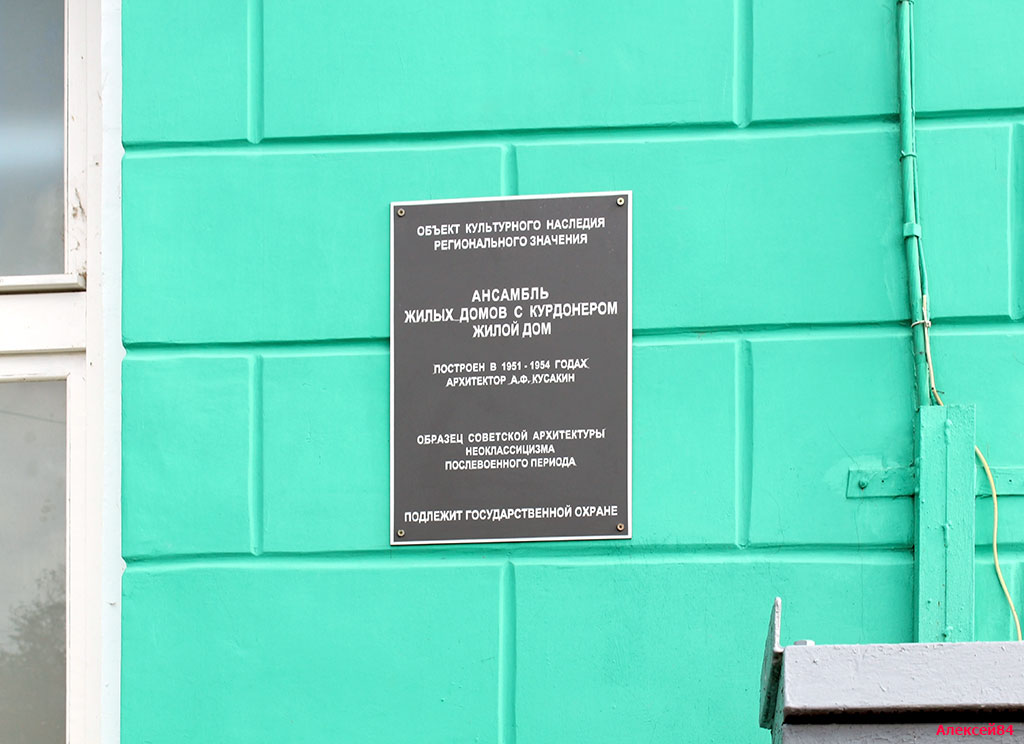 ОБЪЕКТ КУЛЬТУРНОГО НАСЛЕДИЯ
РЕГИОНАЛЬНОГО ЗНАЧЕНИЯ
АНСАМБЛЬ
ЖИЛЫХ ДОМОВ С КУРДОНЕРОМ
ЖИЛОЙ ДОМ
ПОСТРОЕН В 1951 - 1954 ГОДАХ
АРХИТЕКТОР А.Ф. КУСАКИН
ОБРАЗЕЦ СОВЕТСКОЙ АРХИТЕКТУРЫ
НЕОКЛАССИЦИЗМА
ПОСЛЕВОЕННОГО ПЕРИОДА
ПОДЛЕЖИТ ГОСУДАРСТВЕННОЙ ОХРАНЕ
Алексей84